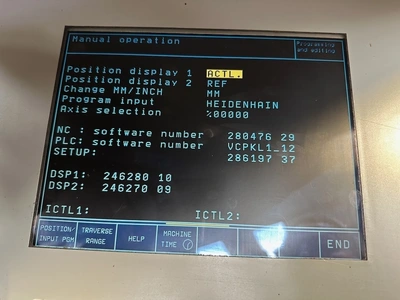 Manual operation
Programming
and editing
Position display 1 ACTL.
Position display 2 REF
Change MM/INCH MM
Program input HEIDENHAIN
Axis selection %00000
NC : software number 280476 29
PLC: software number VCPKL1_12
SETUP: 286197 37
DSP1: 246280 10
DSP2: 246270 09
ICTL1: ICTL2:
POSITION/
INPUT PGM
TRAVERSE
RANGE
HELP
MACHINE
TIME
END